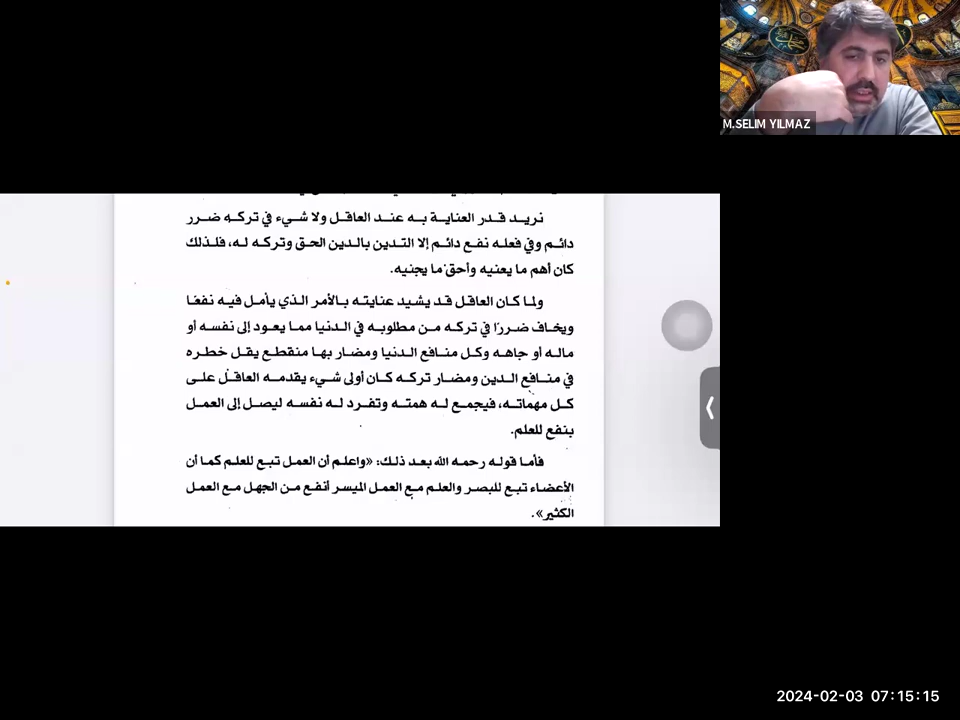 M.SELIM YILMAZ
نريد قدر العناية به عند العاقل ولا شيء في تركه ضرر
دائم وفي فعله نفع دائم إلا التدين بالدين الحق وتركه له، فلذلك
كان أهم ما يعنيه وأحق ما يجنيه.
ولما كان العاقل قد يشيد عنايته بالأمر الذي يأمل فيه نفعًا
ويخاف ضررًا في تركه من مطلوبه في الدنيا مما يعود إلى نفسه أو
ماله أو جاهه وكل منافع الدنيا ومضار بها منقطع يقل خطره
في منافع الدين ومضار تركه كان أولى شيء يقدمه العاقل على
كل مهماته، فيجمع له همته وتفرد له نفسه ليصل إلى العمل
بنفع للعلم.
فأما قوله رحمه الله بعد ذلك: «واعلم أن العمل تبع للعلم كما أن
الأعضاء تبع للبصر والعلم مع العمل الميسر أنفع من الجهل مع العمل
الكثير».
2024-02-03 07:15:15